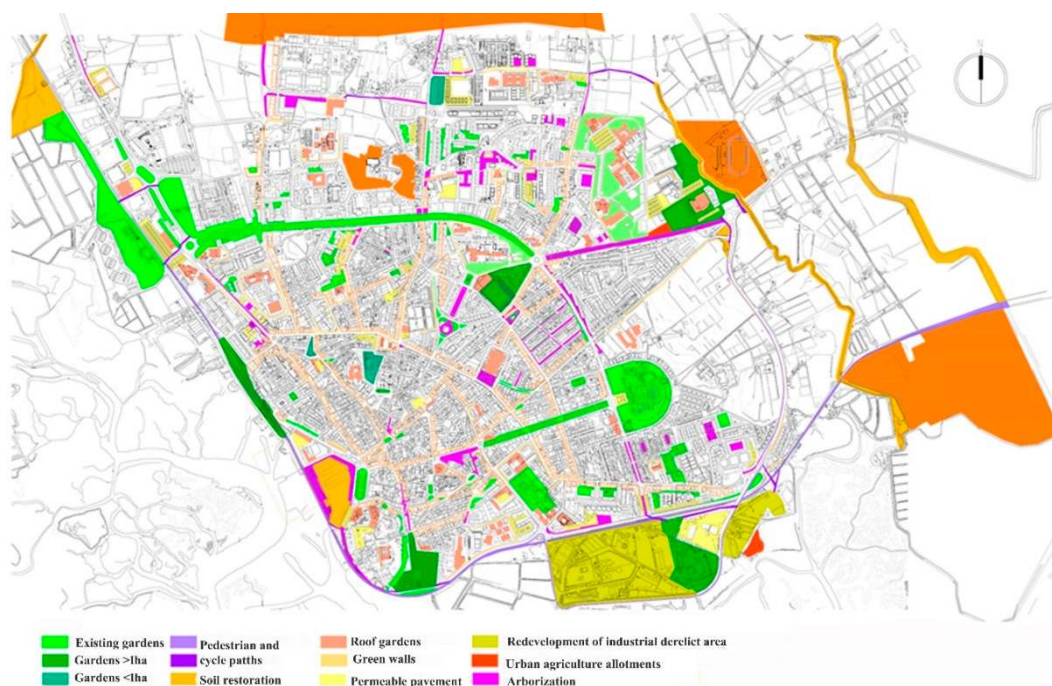 Existing gardens
Gardens >1ha
Gardens <1ha
Pedestrian and
cycle patths
Soil restoration
Roof gardens
Green walls
Permeable pavement
Redevelopment of industrial derelict area
Urban agriculture allotments
Arborization